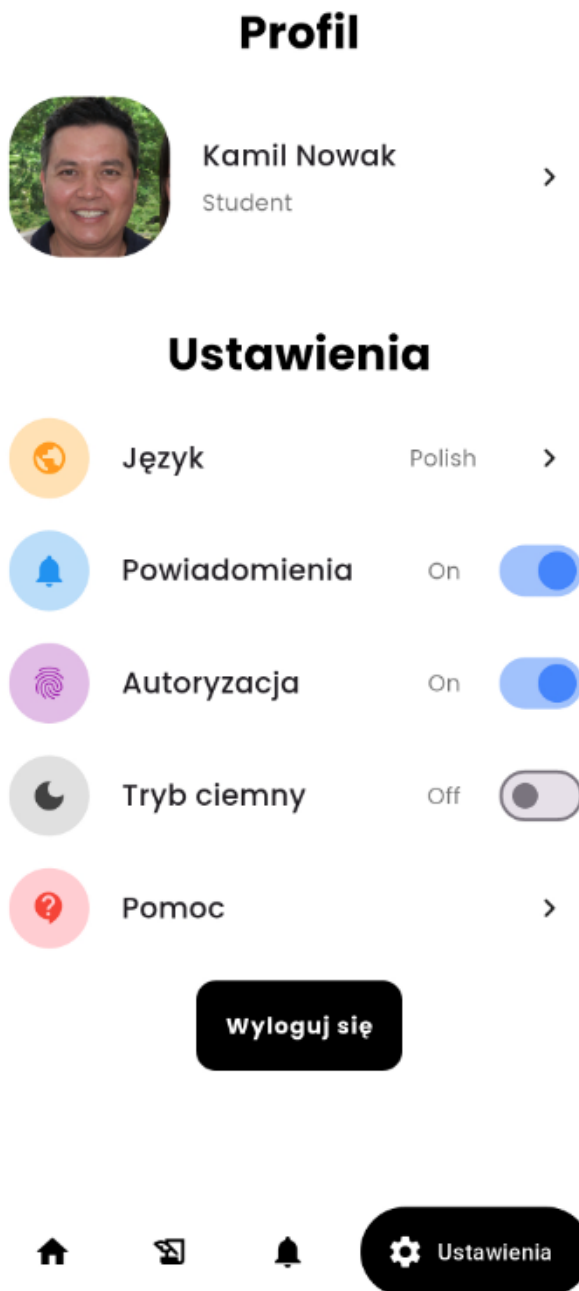 Profil
Kamil Nowak
Student
Ustawienia
Język Polish
Powiadomienia On
Autoryzacja On
Tryb ciemny Off
Pomoc
Wyloguj się
Ustawienia